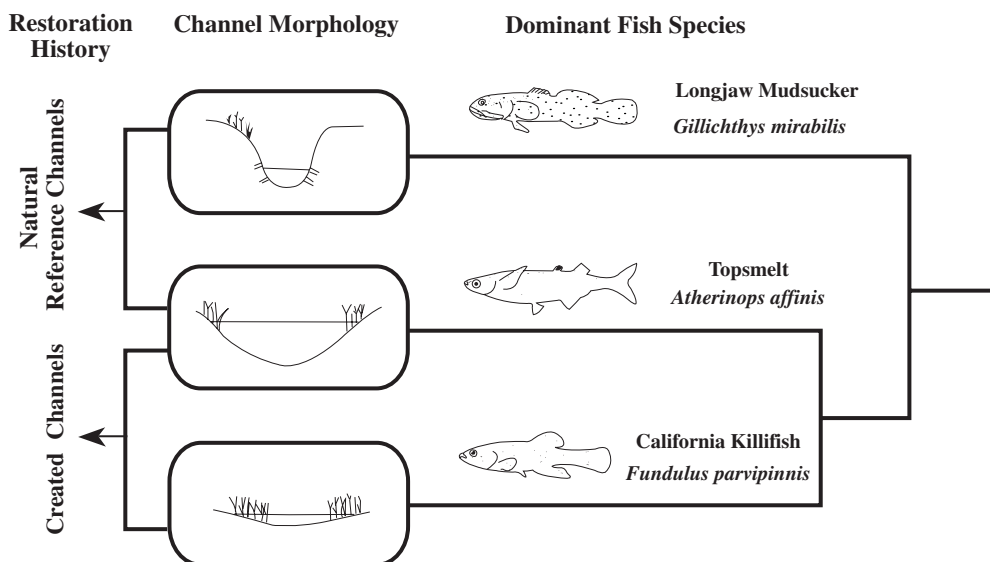 Restoration
History
Channel Morphology
Dominant Fish Species
Natural
Reference Channels
Longjaw Mudsucker
Gillichthys mirabilis
Topsmelt
Atherinops affinis
Created Channels
California Killifish
Fundulus parvipinnis